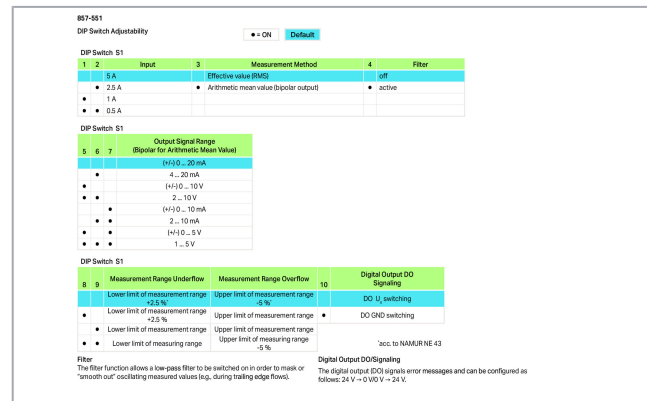 857-551
DIP Switch Adjustability
● = ON Default
DIP Switch S1
1 2 Input 3 Measurement Method 4 Filter
5 A Effective value (RMS) off
● 2.5 A ● Arithmetic mean value (bipolar output) ● active
● 1 A
● ● 0.5 A
DIP Switch S1
5 6 7 Output Signal Range
(Bipolar for Arithmetic Mean Value)
(+/-) 0 ... 20 mA
● 4 ... 20 mA
● (+/-) 0 ... 10 V
● ● 2 ... 10 V
● (+/-) 0 ... 10 mA
● ● 2 ... 10 mA
● ● (+/-) 0 ... 5 V
● ● ● 1 ... 5 V
DIP Switch S1
8 9 Measurement Range Underflow Measurement Range Overflow 10 Digital Output DO
Signaling
Lower limit of measurement range
+2.5 %* Upper limit of measurement range
-5 %* DO U_s switching
● Lower limit of measurement range
+2.5 % Upper limit of measurement range ● DO GND switching
● Lower limit of measurement range Upper limit of measurement range
● ● Lower limit of measuring range Upper limit of measuring range
-5 %
*acc. to NAMUR NE 43
Filter
The filter function allows a low-pass filter to be switched on in order to mask or
"smooth out" oscillating measured values (e.g., during trailing edge flows).
Digital Output DO/Signaling
The digital output (DO) signals error messages and can be configured as
follows: 24 V → 0 V/0 V → 24 V.